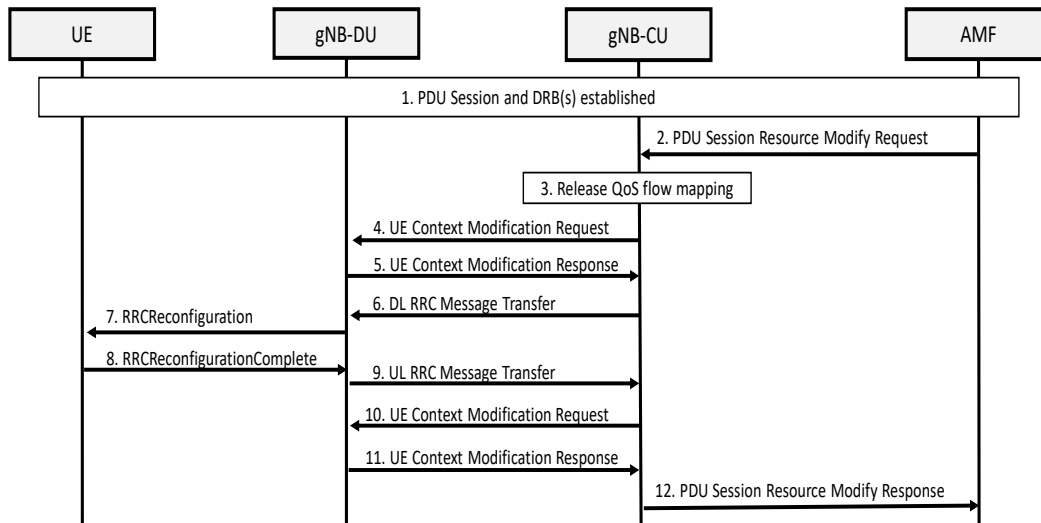 UE
gNB-DU
gNB-CU
AMF
1. PDU Session and DRB(s) established
2. PDU Session Resource Modify Request
3. Release QoS flow mapping
4. UE Context Modification Request
5. UE Context Modification Response
6. DL RRC Message Transfer
7. RRCReconfiguration
8. RRCReconfigurationComplete
9. UL RRC Message Transfer
10. UE Context Modification Request
11. UE Context Modification Response
12. PDU Session Resource Modify Response